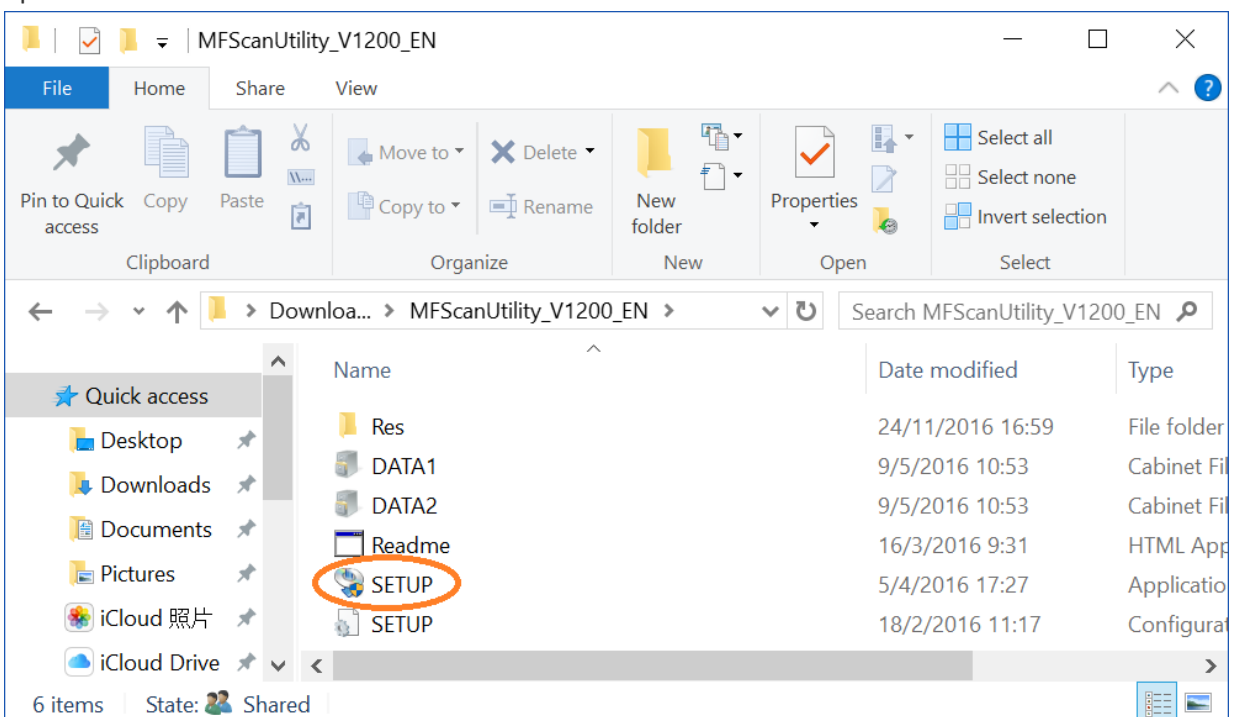 MFScanUtility_V1200_EN
File Home Share View
Pin to Quick access
Copy
Paste
Move to
Copy to
Delete
Rename
New folder
Properties
Select all
Select none
Invert selection
Clipboard Organize New Open Select
Downloa... > MFScanUtility_V1200_EN >
Search MFScanUtility_V1200_EN
Name Date modified Type
Quick access
Desktop
Downloads
Documents
Pictures
iCloud 照片
iCloud Drive
Res 24/11/2016 16:59 File folder
DATA1 9/5/2016 10:53 Cabinet Fil
DATA2 9/5/2016 10:53 Cabinet Fil
Readme 16/3/2016 9:31 HTML App
SETUP 5/4/2016 17:27 Applicatio
SETUP 18/2/2016 11:17 Configurat
6 items State: Shared